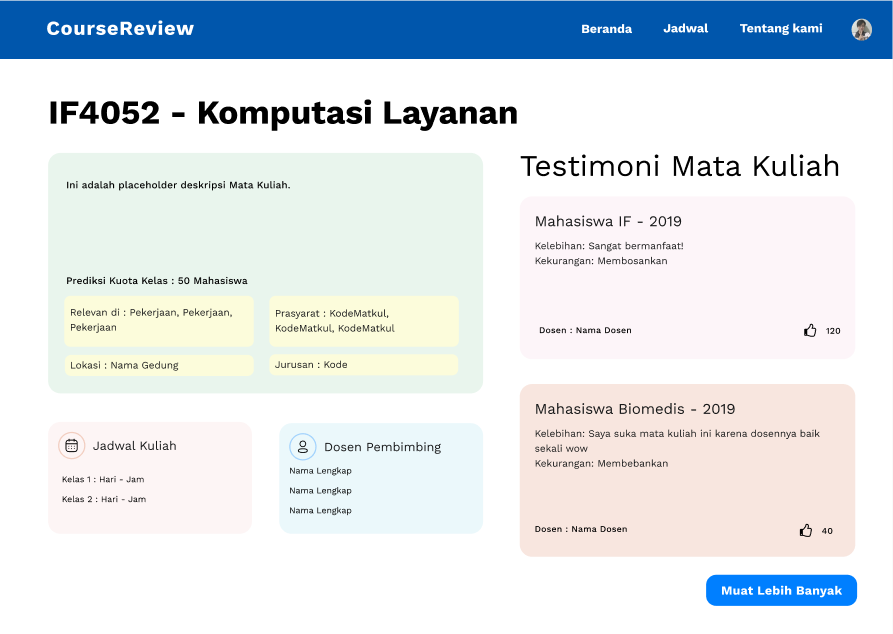 CourseReview
Beranda
Jadwal
Tentang kami
IF4052 - Komputasi Layanan
Ini adalah placeholder deskripsi Mata Kuliah.
Prediksi Kuota Kelas : 50 Mahasiswa
Relevan di : Pekerjaan, Pekerjaan,
Pekerjaan
Prasyarat : KodeMatkul,
KodeMatkul, KodeMatkul
Lokasi : Nama Gedung
Jurusan : Kode
Jadwal Kuliah
Kelas 1 : Hari - Jam
Kelas 2 : Hari - Jam
Dosen Pembimbing
Nama Lengkap
Nama Lengkap
Nama Lengkap
Testimoni Mata Kuliah
Mahasiswa IF - 2019
Kelebihan: Sangat bermanfaat!
Kekurangan: Membosankan
Dosen : Nama Dosen
120
Mahasiswa Biomedis - 2019
Kelebihan: Saya suka mata kuliah ini karena dosennya baik
sekali wow
Kekurangan: Membebankan
Dosen : Nama Dosen
40
Muat Lebih Banyak